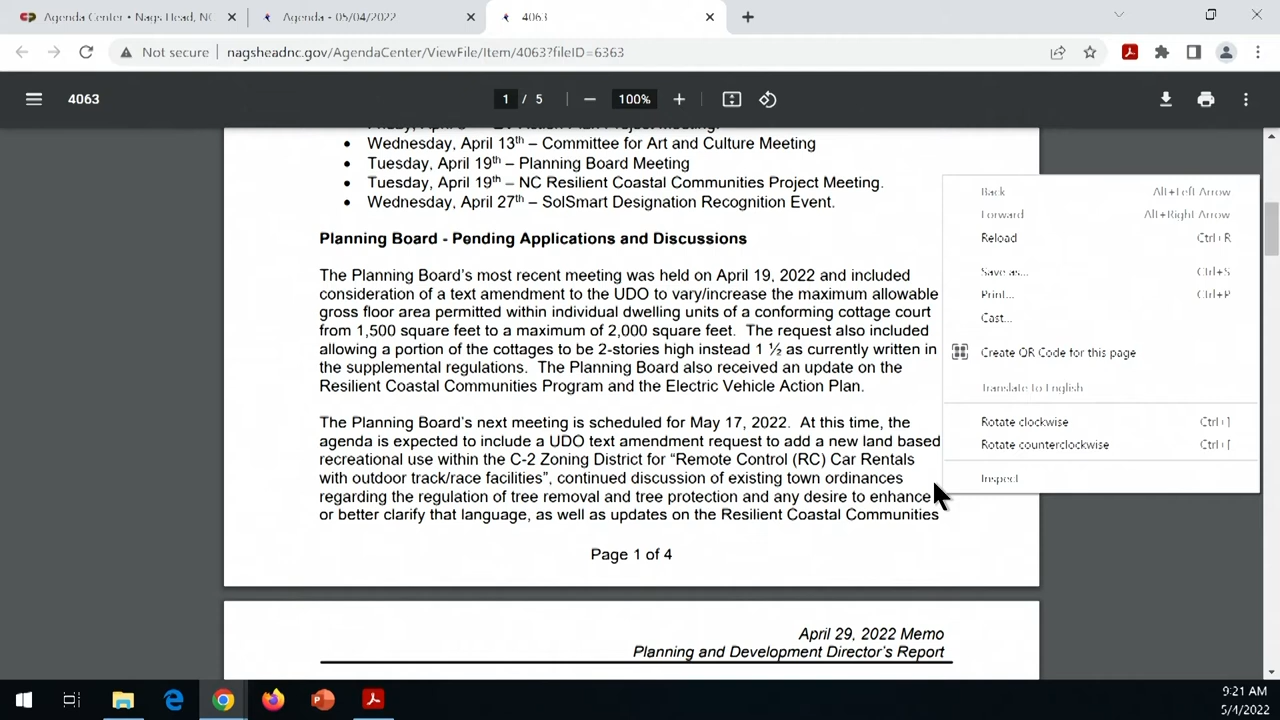 Agenda Center • Nags Head, NC
Agenda - 05/04/2022
4063
Not secure
nagsheadnc.gov/AgendaCenter/ViewFile/Item/4063?fileID=6363
4063
1 / 5
100%
• Wednesday, April 13th – Committee for Art and Culture Meeting
• Tuesday, April 19th – Planning Board Meeting
• Tuesday, April 19th – NC Resilient Coastal Communities Project Meeting.
• Wednesday, April 27th – SolSmart Designation Recognition Event.
Planning Board - Pending Applications and Discussions
The Planning Board's most recent meeting was held on April 19, 2022 and included
consideration of a text amendment to the UDO to vary/increase the maximum allowable
gross floor area permitted within individual dwelling units of a conforming cottage court
from 1,500 square feet to a maximum of 2,000 square feet. The request also included
allowing a portion of the cottages to be 2-stories high instead 1 ½ as currently written in
the supplemental regulations. The Planning Board also received an update on the
Resilient Coastal Communities Program and the Electric Vehicle Action Plan.
The Planning Board's next meeting is scheduled for May 17, 2022. At this time, the
agenda is expected to include a UDO text amendment request to add a new land based
recreational use within the C-2 Zoning District for "Remote Control (RC) Car Rentals
with outdoor track/race facilities", continued discussion of existing town ordinances
regarding the regulation of tree removal and tree protection and any desire to enhance
or better clarify that language, as well as updates on the Resilient Coastal Communities
Page 1 of 4
April 29, 2022 Memo
Planning and Development Director's Report
Back Alt+Left Arrow
Forward Alt+Right Arrow
Reload Ctrl+R
Save as... Ctrl+S
Print... Ctrl+P
Cast...
Create QR Code for this page
Translate to English
Rotate clockwise Ctrl+]
Rotate counterclockwise Ctrl+[
Inspect
9:21 AM
5/4/2022